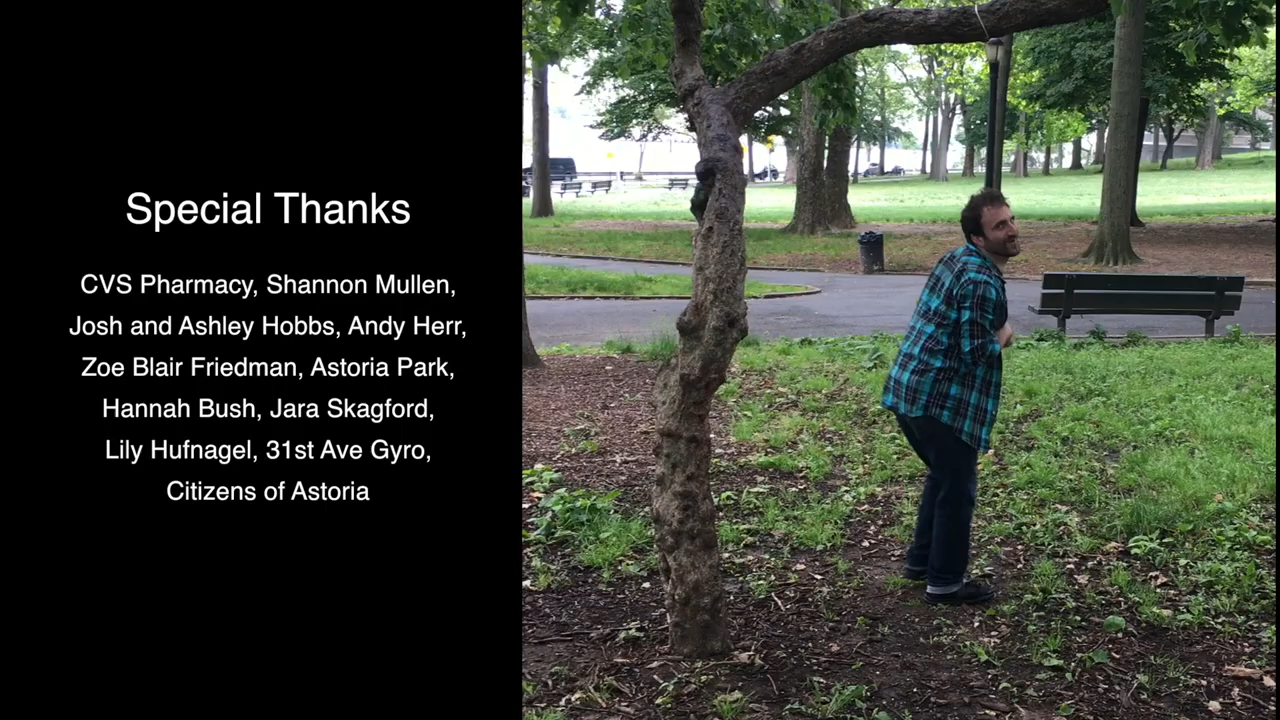 Special Thanks
CVS Pharmacy, Shannon Mullen,
Josh and Ashley Hobbs, Andy Herr,
Zoe Blair Friedman, Astoria Park,
Hannah Bush, Jara Skagford,
Lily Hufnagel, 31st Ave Gyro,
Citizens of Astoria